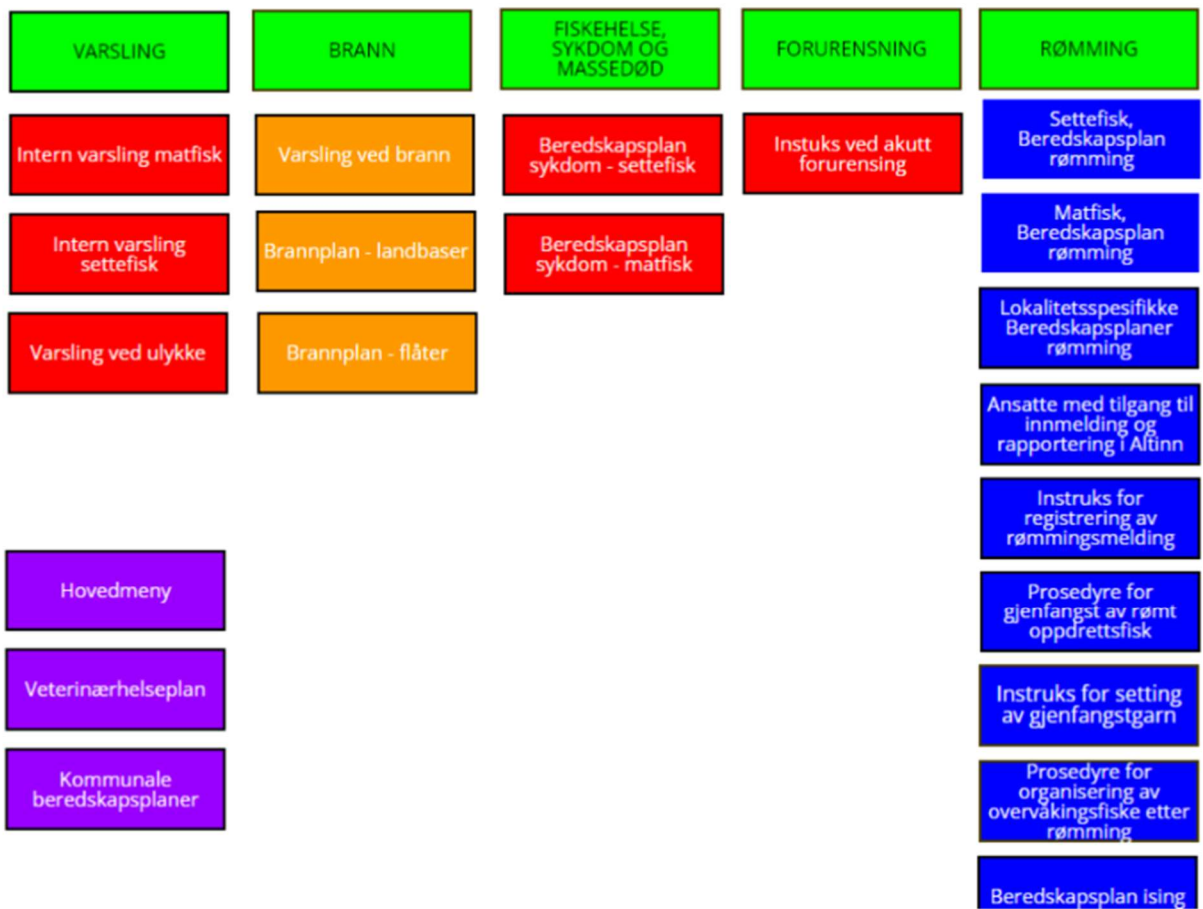 VARSLING
Intern varsling matfisk
Intern varsling
settefisk
Varsling ved ulykke
Hovedmeny
Veterinærhelseplan
Kommunale
beredskapsplaner
BRANN
Varsling ved brann
Brannplan - landbaser
Brannplan - flåter
FISKEHELSE,
SYKDOM OG
MASSEDØD
Beredskapsplan
sykdom - settefisk
Beredskapsplan
sykdom - matfisk
FORURENSNING
Instuks ved akutt
forurensing
RØMMING
Settefisk,
Beredskapsplan
rømming
Matfisk,
Beredskapsplan
rømming
Lokalitetsspesifikke
Beredskapsplaner
rømming
Ansatte med tilgang til
innmelding og
rapportering i Altinn
Instruks for
registrering av
rømmingsmelding
Prosedyre for
gjenfangst av rømt
oppdrettsfisk
Instruks for setting
av gjenfangstgarn
Prosedyre for
organisering av
overvåkingsfiske etter
rømming
Beredskapsplan ising